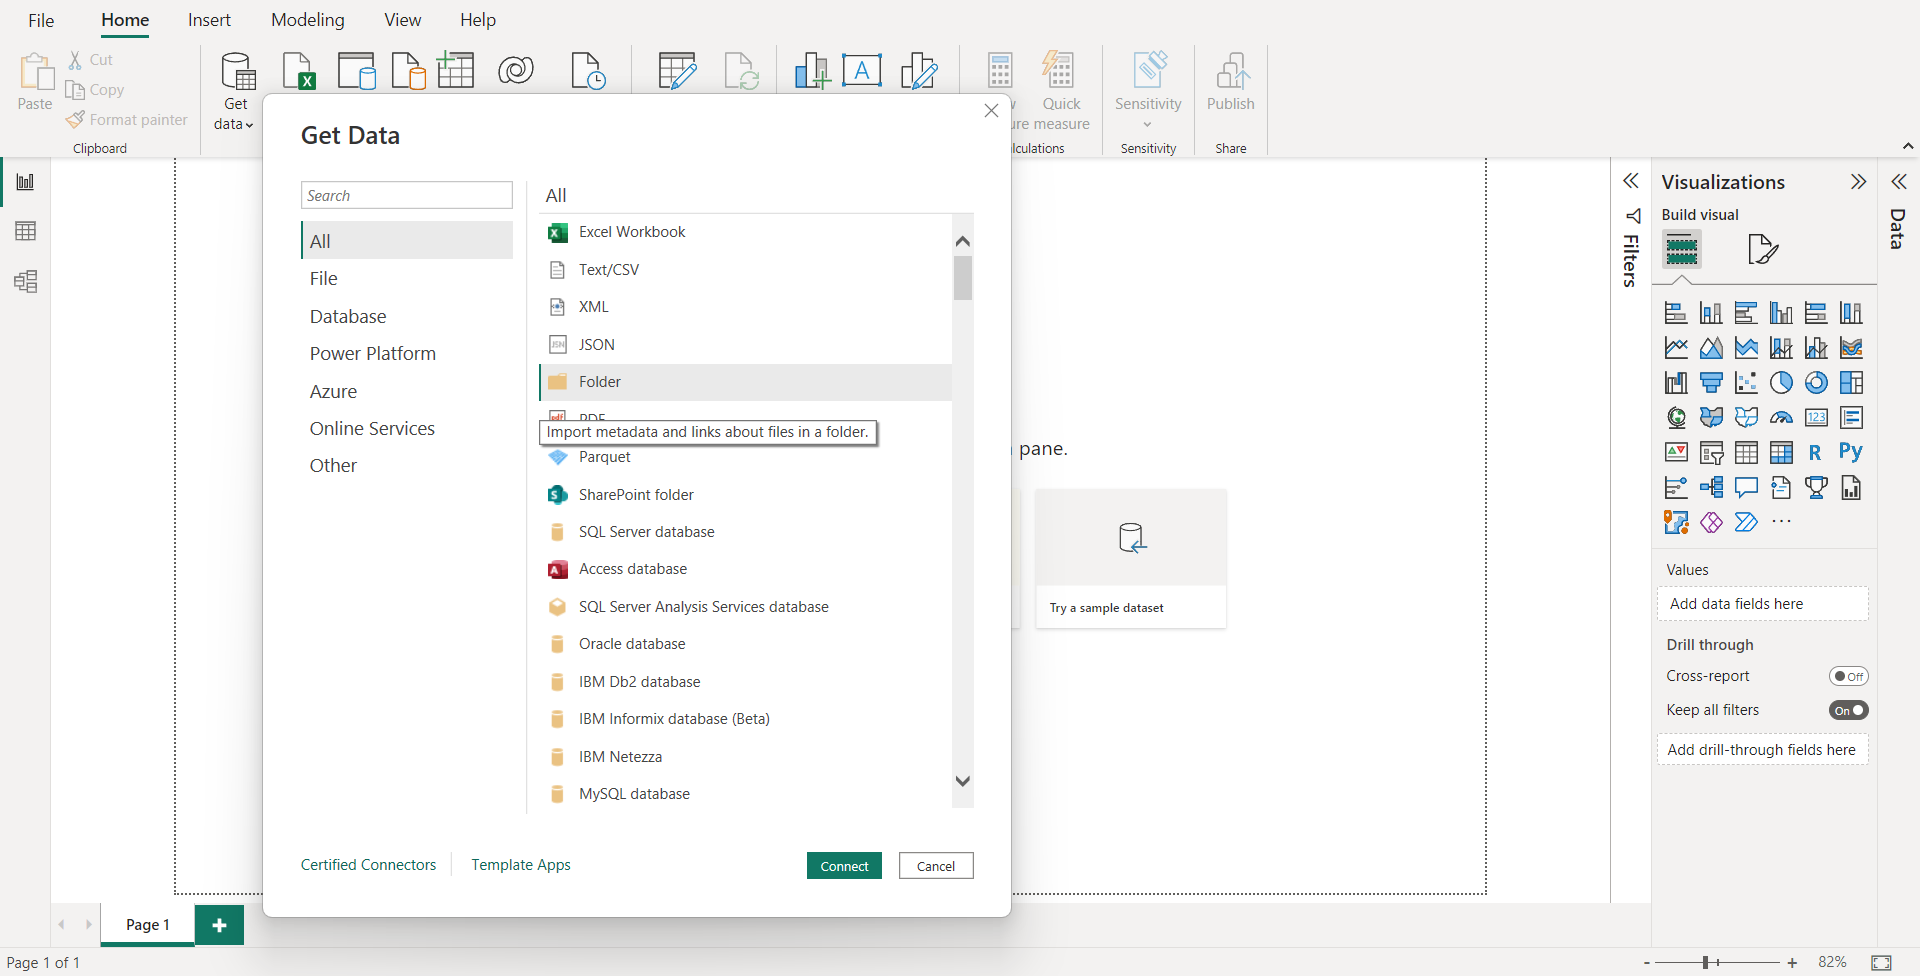 File Home Insert Modeling View Help
Paste
Cut
Copy
Format painter
Clipboard
Get data
Quick
measure
Sensitivity
Sensitivity
Publish
Share
Get Data
Search
All
File
Database
Power Platform
Azure
Online Services
Other
All
Excel Workbook
Text/CSV
XML
JSON
Folder
PDF
Import metadata and links about files in a folder.
Parquet
SharePoint folder
SQL Server database
Access database
SQL Server Analysis Services database
Oracle database
IBM Db2 database
IBM Informix database (Beta)
IBM Netezza
MySQL database
Certified Connectors
Template Apps
Connect
Cancel
pane.
Try a sample dataset
Filters
Visualizations
Build visual
123
R
Py
Values
Add data fields here
Drill through
Cross-report
Off
Keep all filters
On
Add drill-through fields here
Data
Page 1
Page 1 of 1
82%